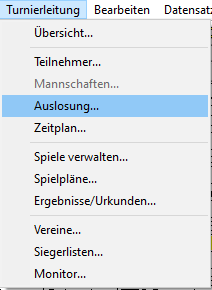 Turnierleitung Bearbeiten Datensat
Übersicht...
Teilnehmer...
Mannschaften...
Auslosung...
Zeitplan...
Spiele verwalten...
Spielpläne...
Ergebnisse/Urkunden...
Vereine...
Siegerlisten...
Monitor...